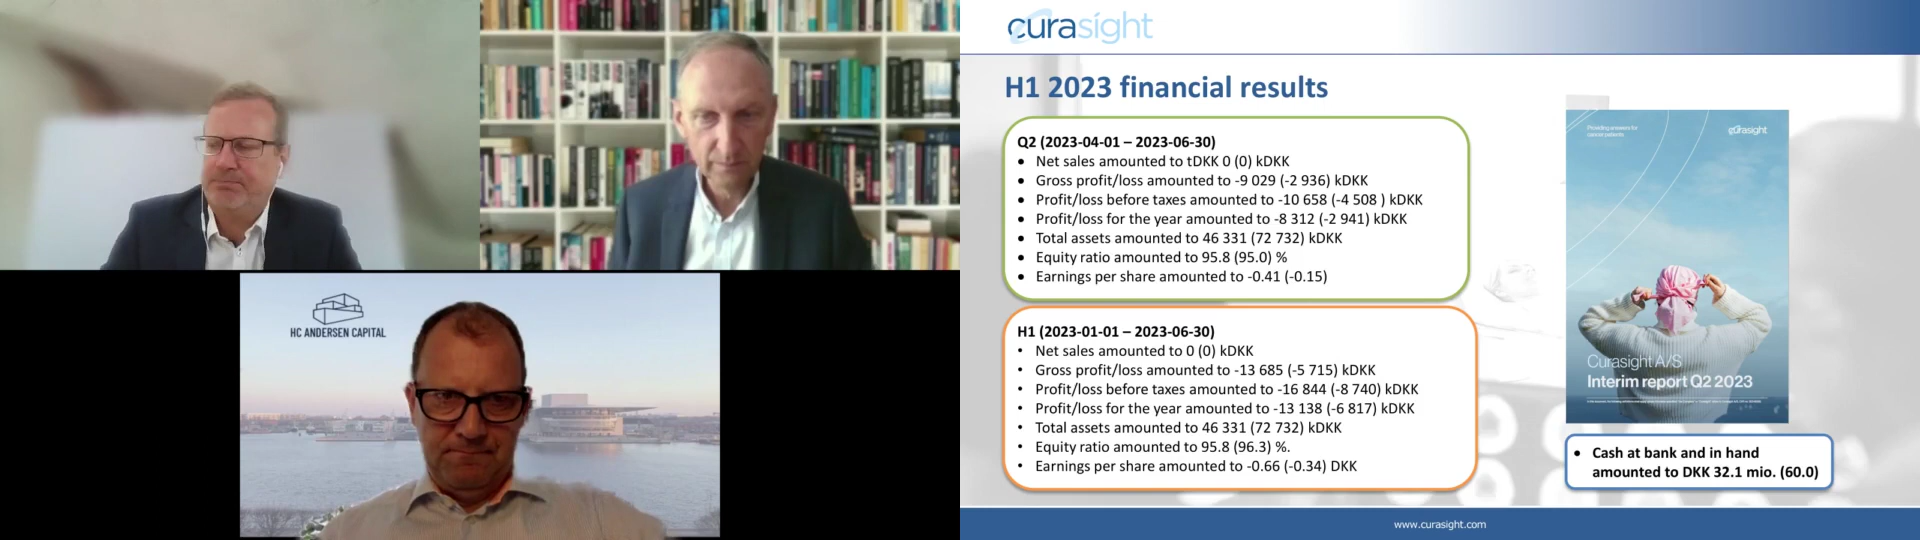 HC ANDERSEN CAPITAL
curasight
H1 2023 financial results
Q2 (2023-04-01 – 2023-06-30)
• Net sales amounted to tDKK 0 (0) kDKK
• Gross profit/loss amounted to -9 029 (-2 936) kDKK
• Profit/loss before taxes amounted to -10 658 (-4 508 ) kDKK
• Profit/loss for the year amounted to -8 312 (-2 941) kDKK
• Total assets amounted to 46 331 (72 732) kDKK
• Equity ratio amounted to 95.8 (95.0) %
• Earnings per share amounted to -0.41 (-0.15)
H1 (2023-01-01 – 2023-06-30)
• Net sales amounted to 0 (0) kDKK
• Gross profit/loss amounted to -13 685 (-5 715) kDKK
• Profit/loss before taxes amounted to -16 844 (-8 740) kDKK
• Profit/loss for the year amounted to -13 138 (-6 817) kDKK
• Total assets amounted to 46 331 (72 732) kDKK
• Equity ratio amounted to 95.8 (96.3) %.
• Earnings per share amounted to -0.66 (-0.34) DKK
Providing answers for
cancer patients
curasight
Curasight A/S
Interim report Q2 2023
• Cash at bank and in hand
amounted to DKK 32.1 mio. (60.0)
www.curasight.com